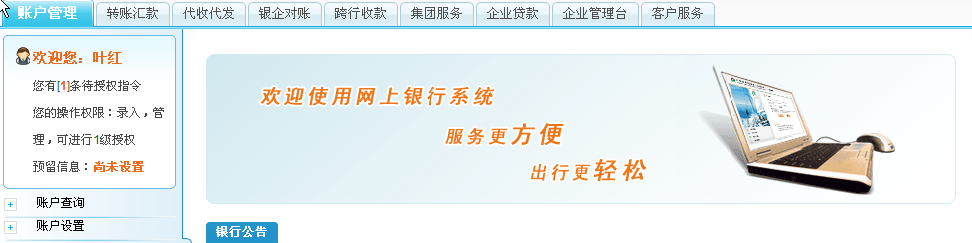 账户管理 转账汇款 代收代发 银企对账 跨行收款 集团服务 企业贷款 企业管理台 客户服务
欢迎您：叶红
您有[1]条待授权指令
您的操作权限：录入，管
理，可进行1级授权
预留信息：尚未设置
账户查询
账户设置
欢迎使用网上银行系统
服务更方便
出行更轻松
银行公告